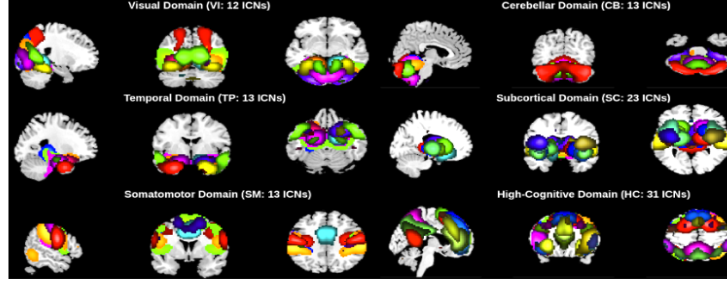 Visual Domain (VI: 12 ICNs)
Cerebellar Domain (CB: 13 ICNs)
Temporal Domain (TP: 13 ICNs)
Subcortical Domain (SC: 23 ICNs)
Somatomotor Domain (SM: 13 ICNs)
High-Cognitive Domain (HC: 31 ICNs)